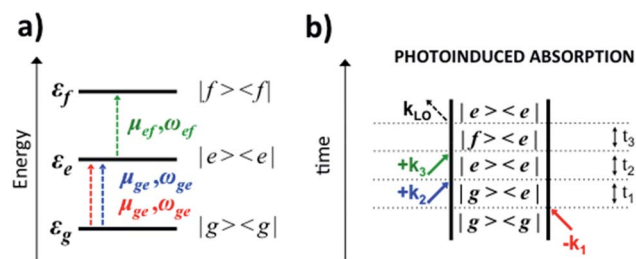 a)
Energy
ε_f
|f><f|
μ_ef,ω_ef
ε_e
|e><e|
μ_ge,ω_ge
μ_ge,ω_ge
ε_g
|g><g|
b)
PHOTOINDUCED ABSORPTION
time
k_LO
|e><e|
|f><e|
t_3
+k_3
|e><e|
t_2
+k_2
|g><e|
t_1
|g><g|
-k_1